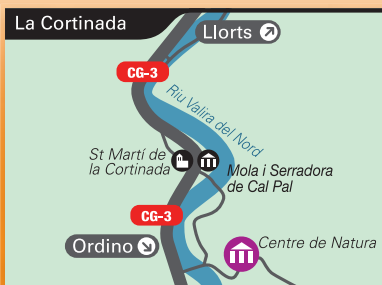 La Cortinada
Llorts
CG-3
Riu Valira del Nord
St Martí de
la Cortinada
Mola i Serradora
de Cal Pal
CG-3
Ordino
Centre de Natura